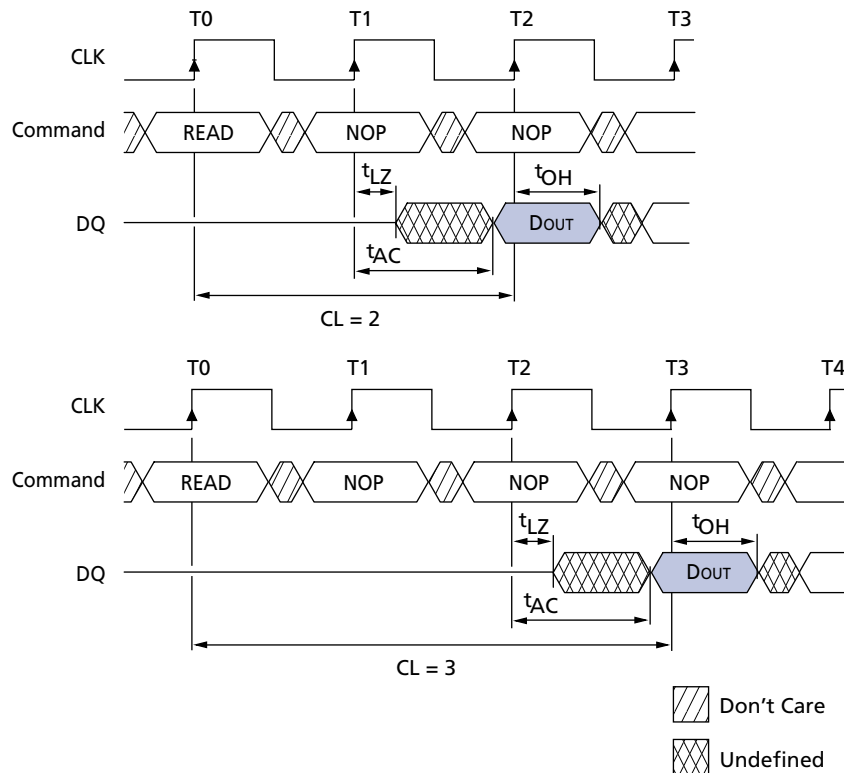 T0 T1 T2 T3
CLK
Command READ NOP NOP
tLZ tOH
DQ DOUT
tAC
CL = 2
T0 T1 T2 T3 T4
CLK
Command READ NOP NOP NOP
tLZ tOH
DQ DOUT
tAC
CL = 3
Don't Care
Undefined